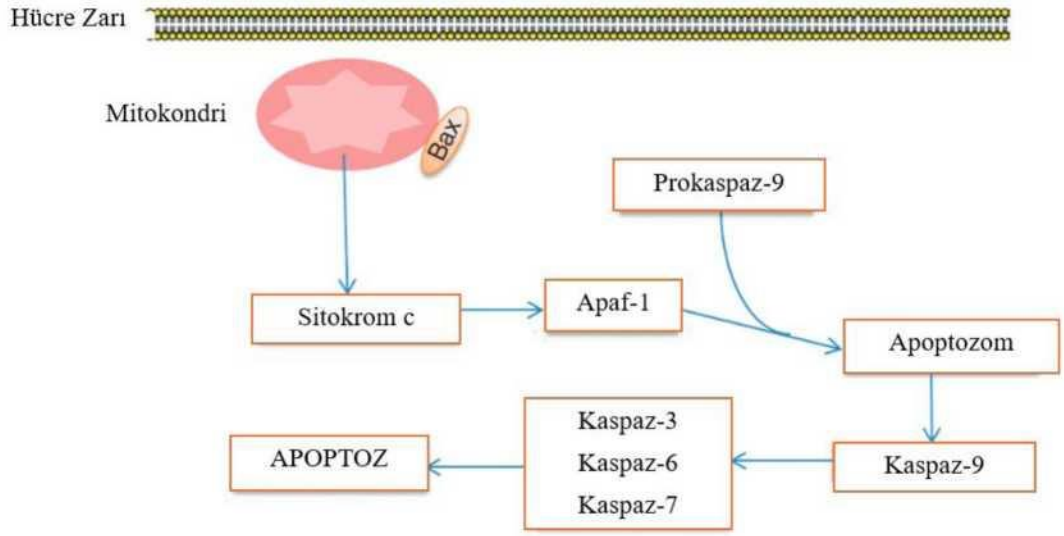 Hücre Zarı
Mitokondri
Bax
Prokaspaz-9
Sitokrom c
Apaf-1
Apoptozom
Kaspaz-3
Kaspaz-6
Kaspaz-7
APOPTOZ
Kaspaz-9